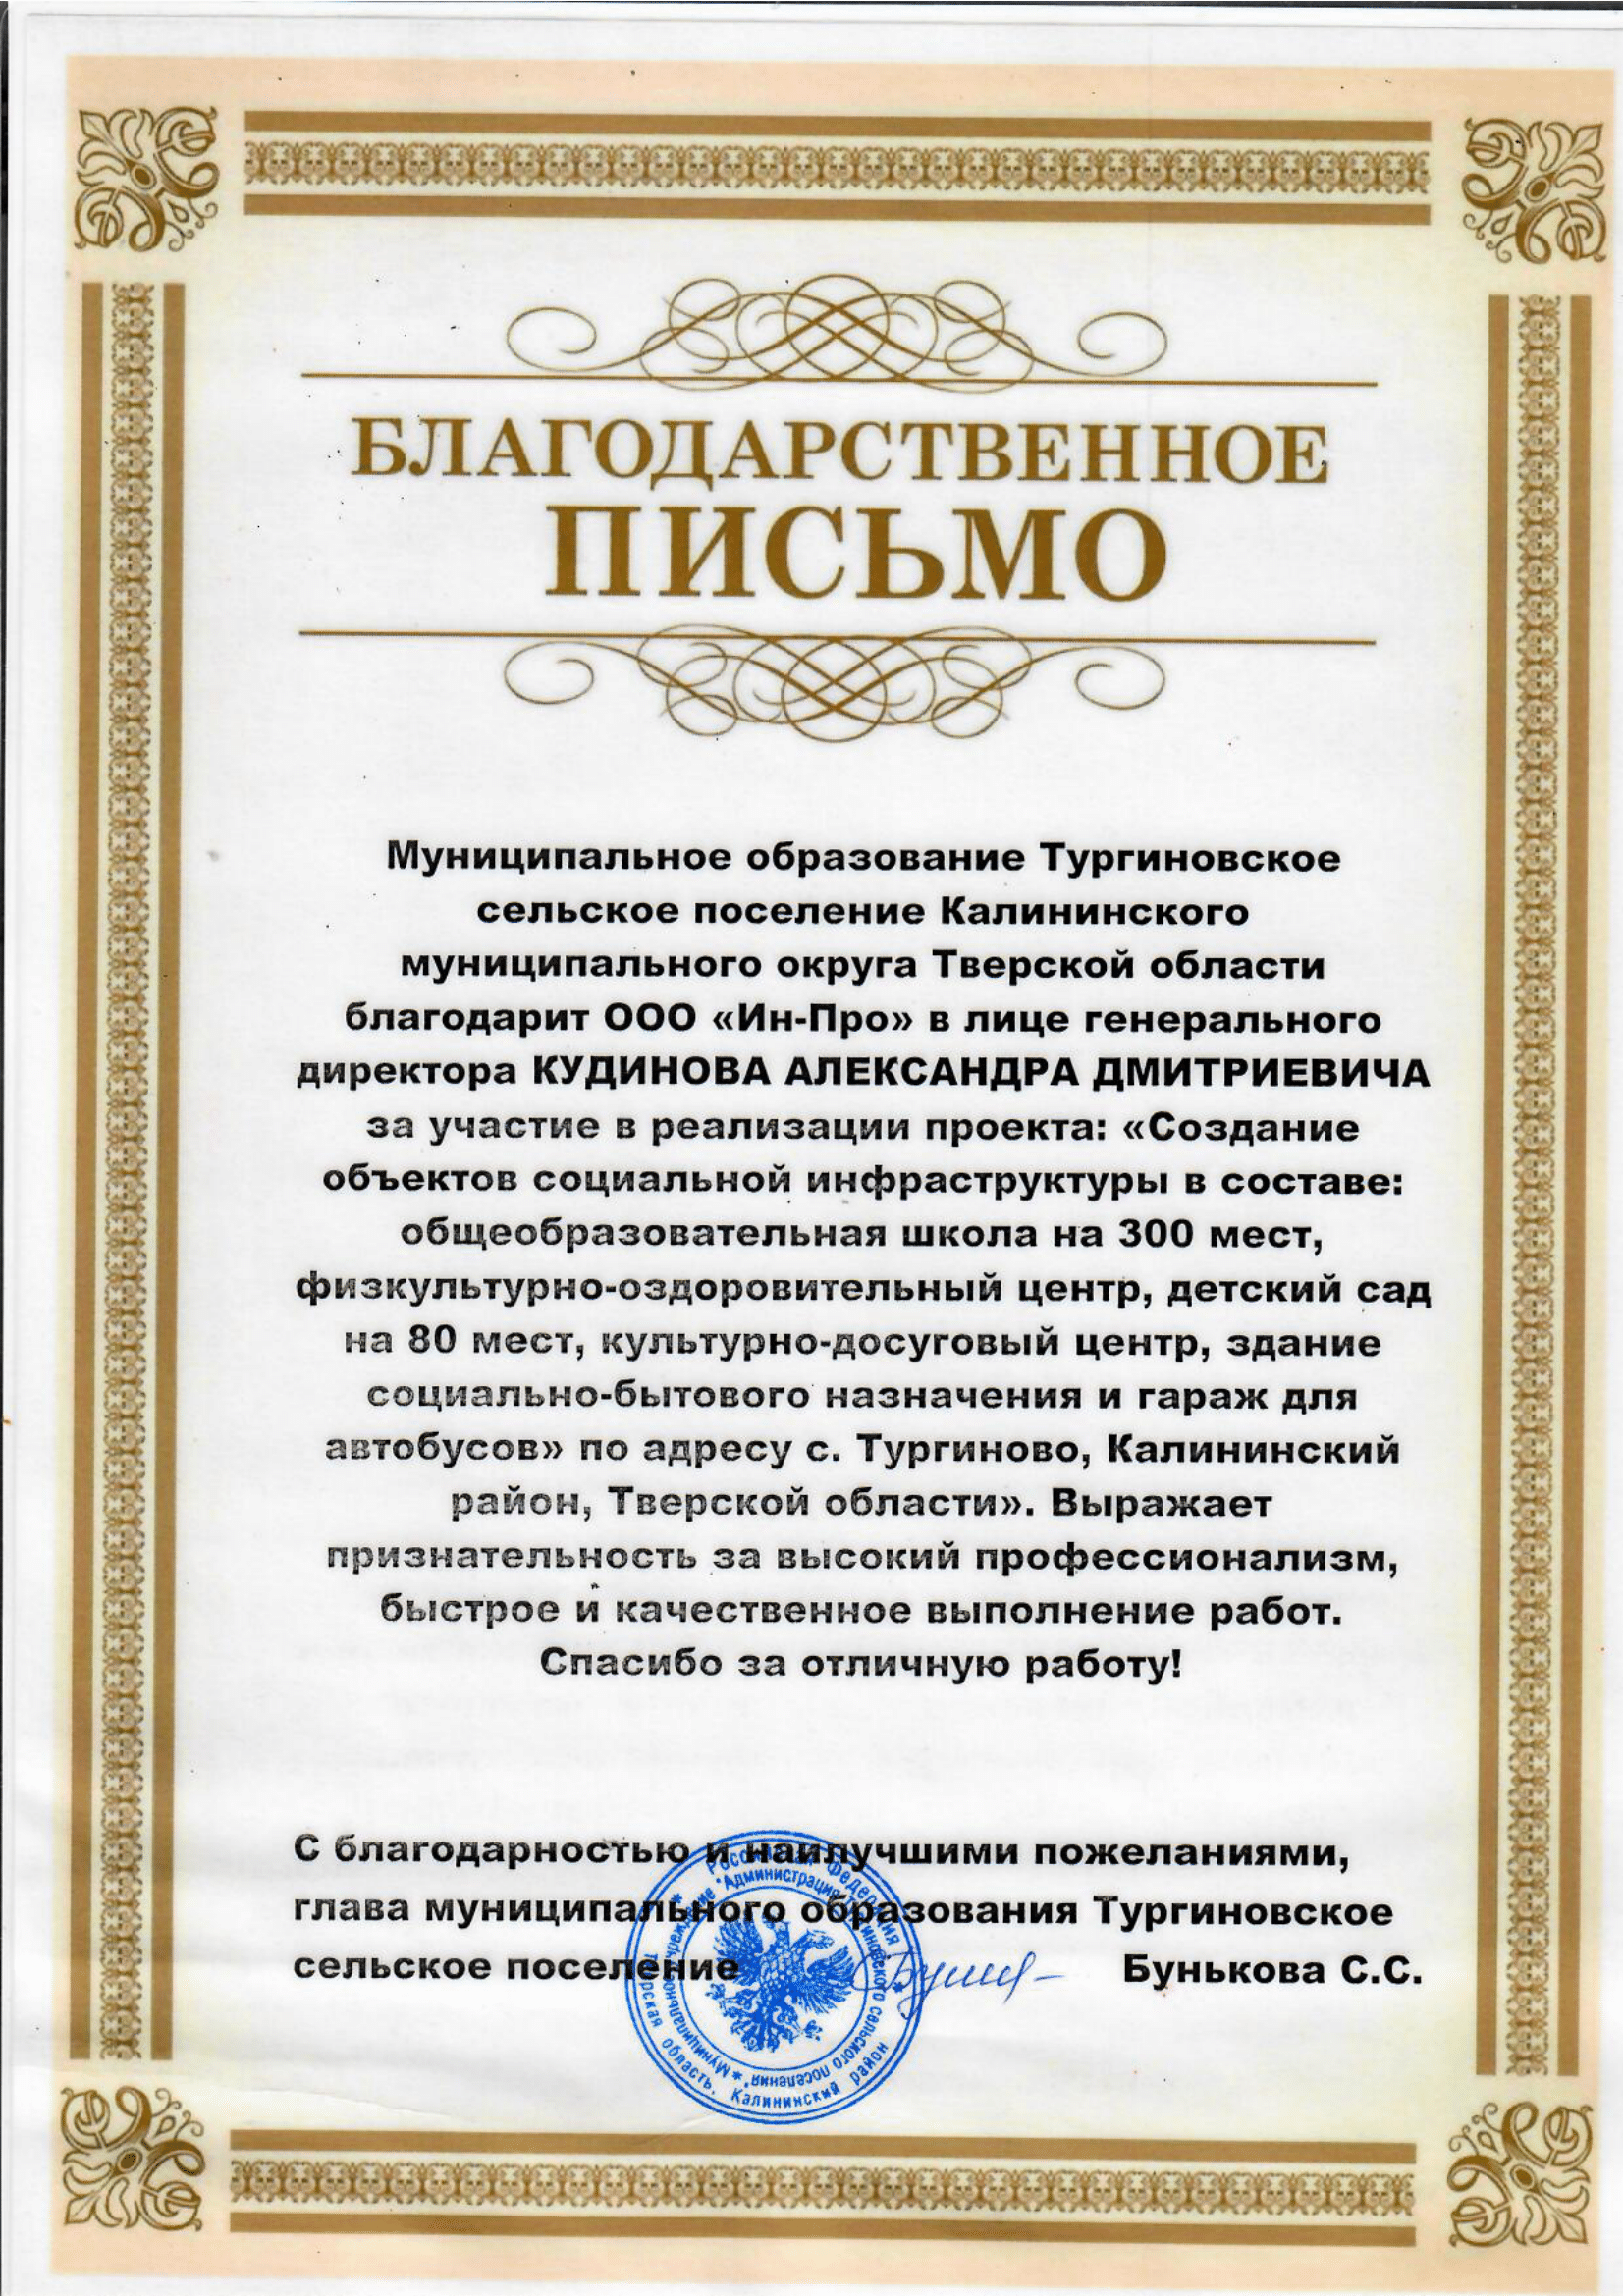 БЛАГОДАРСТВЕННОЕ
ПИСЬМО
Муниципальное образование Тургиновское
сельское поселение Калининского
муниципального округа Тверской области
благодарит ООО «Ин-Про» в лице генерального
директора КУДИНОВА АЛЕКСАНДРА ДМИТРИЕВИЧА
за участие в реализации проекта: «Создание
объектов социальной инфраструктуры в составе:
общеобразовательная школа на 300 мест,
физкультурно-оздоровительный центр, детский сад
на 80 мест, культурно-досуговый центр, здание
социально-бытового назначения и гараж для
автобусов» по адресу с. Тургиново, Калининский
район, Тверской области». Выражает
признательность за высокий профессионализм,
быстрое и качественное выполнение работ.
Спасибо за отличную работу!
С благодарностью и наилучшими пожеланиями,
глава муниципального образования Тургиновское
сельское поселение Бунькова С.С.
Российская Федерация * Тверская область, Калининский район *
Муниципальное учреждение "Администрация Тургиновского сельского поселения" *